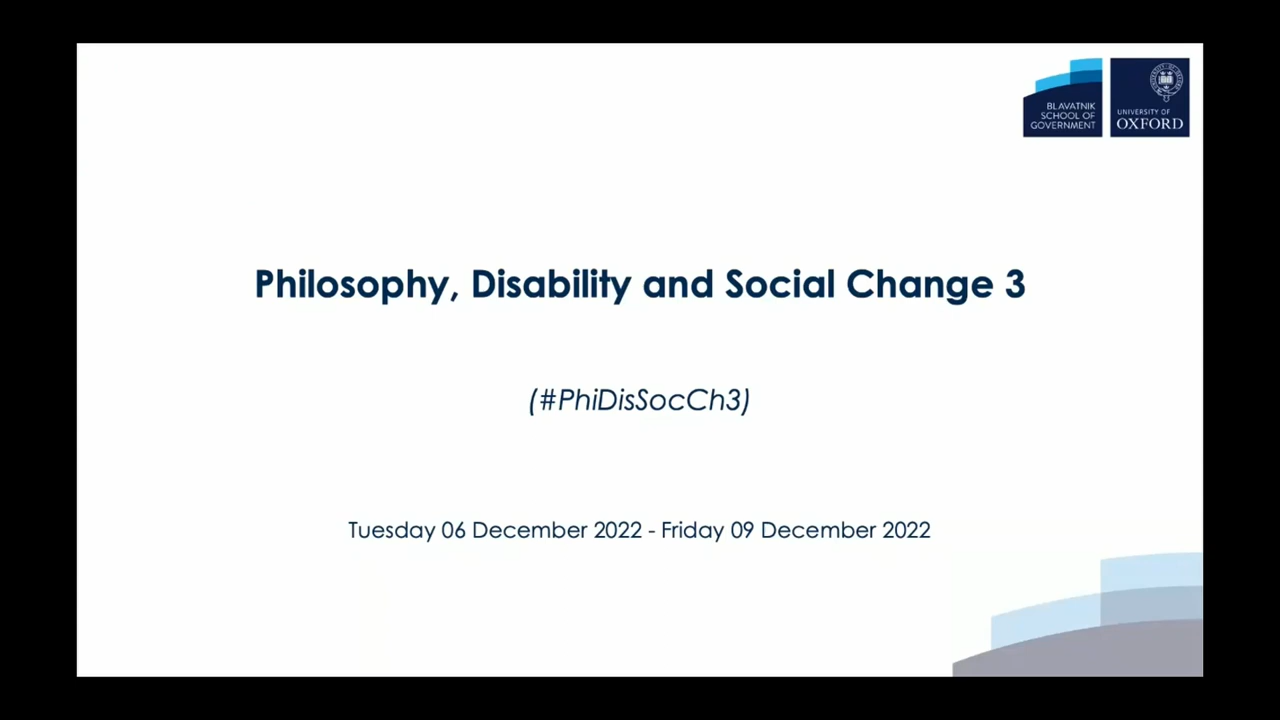 BLAVATNIK
SCHOOL OF
GOVERNMENT
UNIVERSITY OF
OXFORD
Philosophy, Disability and Social Change 3
(#PhiDisSocCh3)
Tuesday 06 December 2022 - Friday 09 December 2022